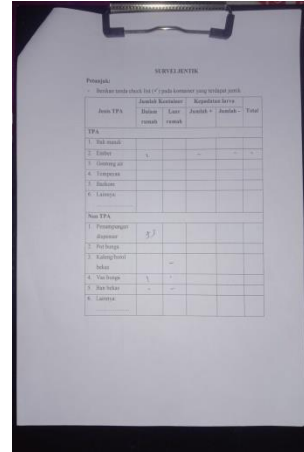 SURVEI JENTIK
Petunjuk:
- Berikan tanda check list (✓) pada kontainer yang terdapat jentik
Jenis TPA | Jumlah Kontainer | Kepadatan larva | Total
Dalam rumah | Luar rumah | Jumlah + | Jumlah -
TPA
1. Bak mandi
2. Ember
3. Gentong air
4. Tempayan
5.
6. Lainnya
Non TPA
1. Penampungan dispenser
2. Pot bunga
3. Kaleng/botol bekas
4. Vas bunga
5. Ban bekas
6. Lainnya